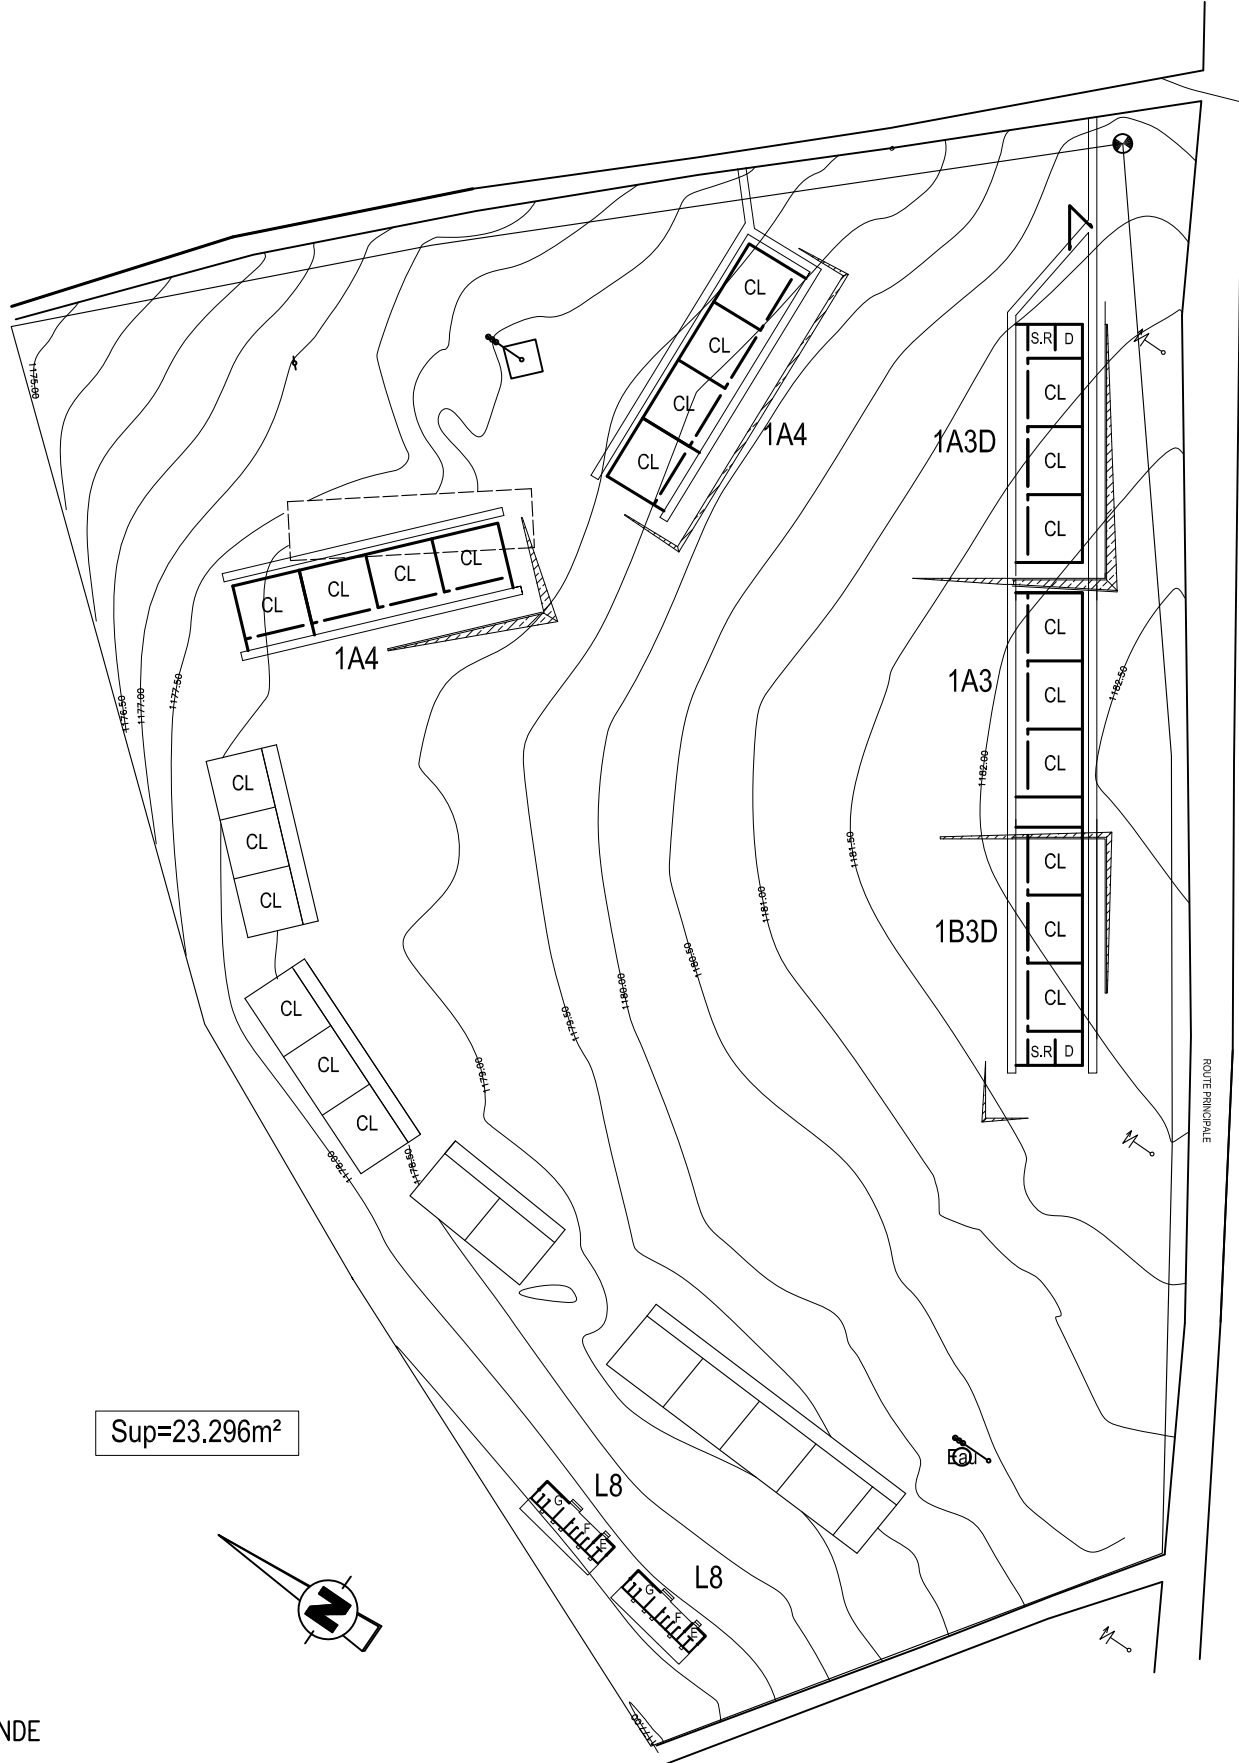 1175.00
CL
CL
CL
CL
1A4
S.R D
CL
CL
CL
1A3D
CL
CL
CL
CL
1A4
1176.50
1177.00
1177.50
CL
CL
CL
1A3
1182.50
1182.00
CL
CL
CL
CL
CL
CL
1B3D
S.R D
1181.50
1181.00
1180.50
1180.00
1179.50
1179.00
CL
CL
CL
1178.00
1178.50
ROUTE PRINCIPALE
Sup=23.296m²
Eau
L8
G
F
E
L8
G
F
E
N
1177.00
NDE